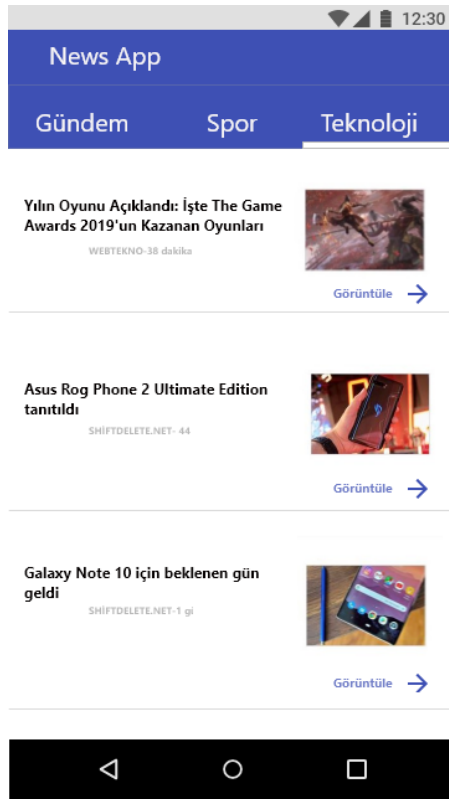 12:30
News App
Gündem Spor Teknoloji
Yılın Oyunu Açıklandı: İşte The Game
Awards 2019'un Kazanan Oyunları
WEBTEKNO-38 dakika
Görüntüle
Asus Rog Phone 2 Ultimate Edition
tanıtıldı
SHİFTDELETE.NET- 44
Görüntüle
Galaxy Note 10 için beklenen gün
geldi
SHİFTDELETE.NET-1 gi
Görüntüle